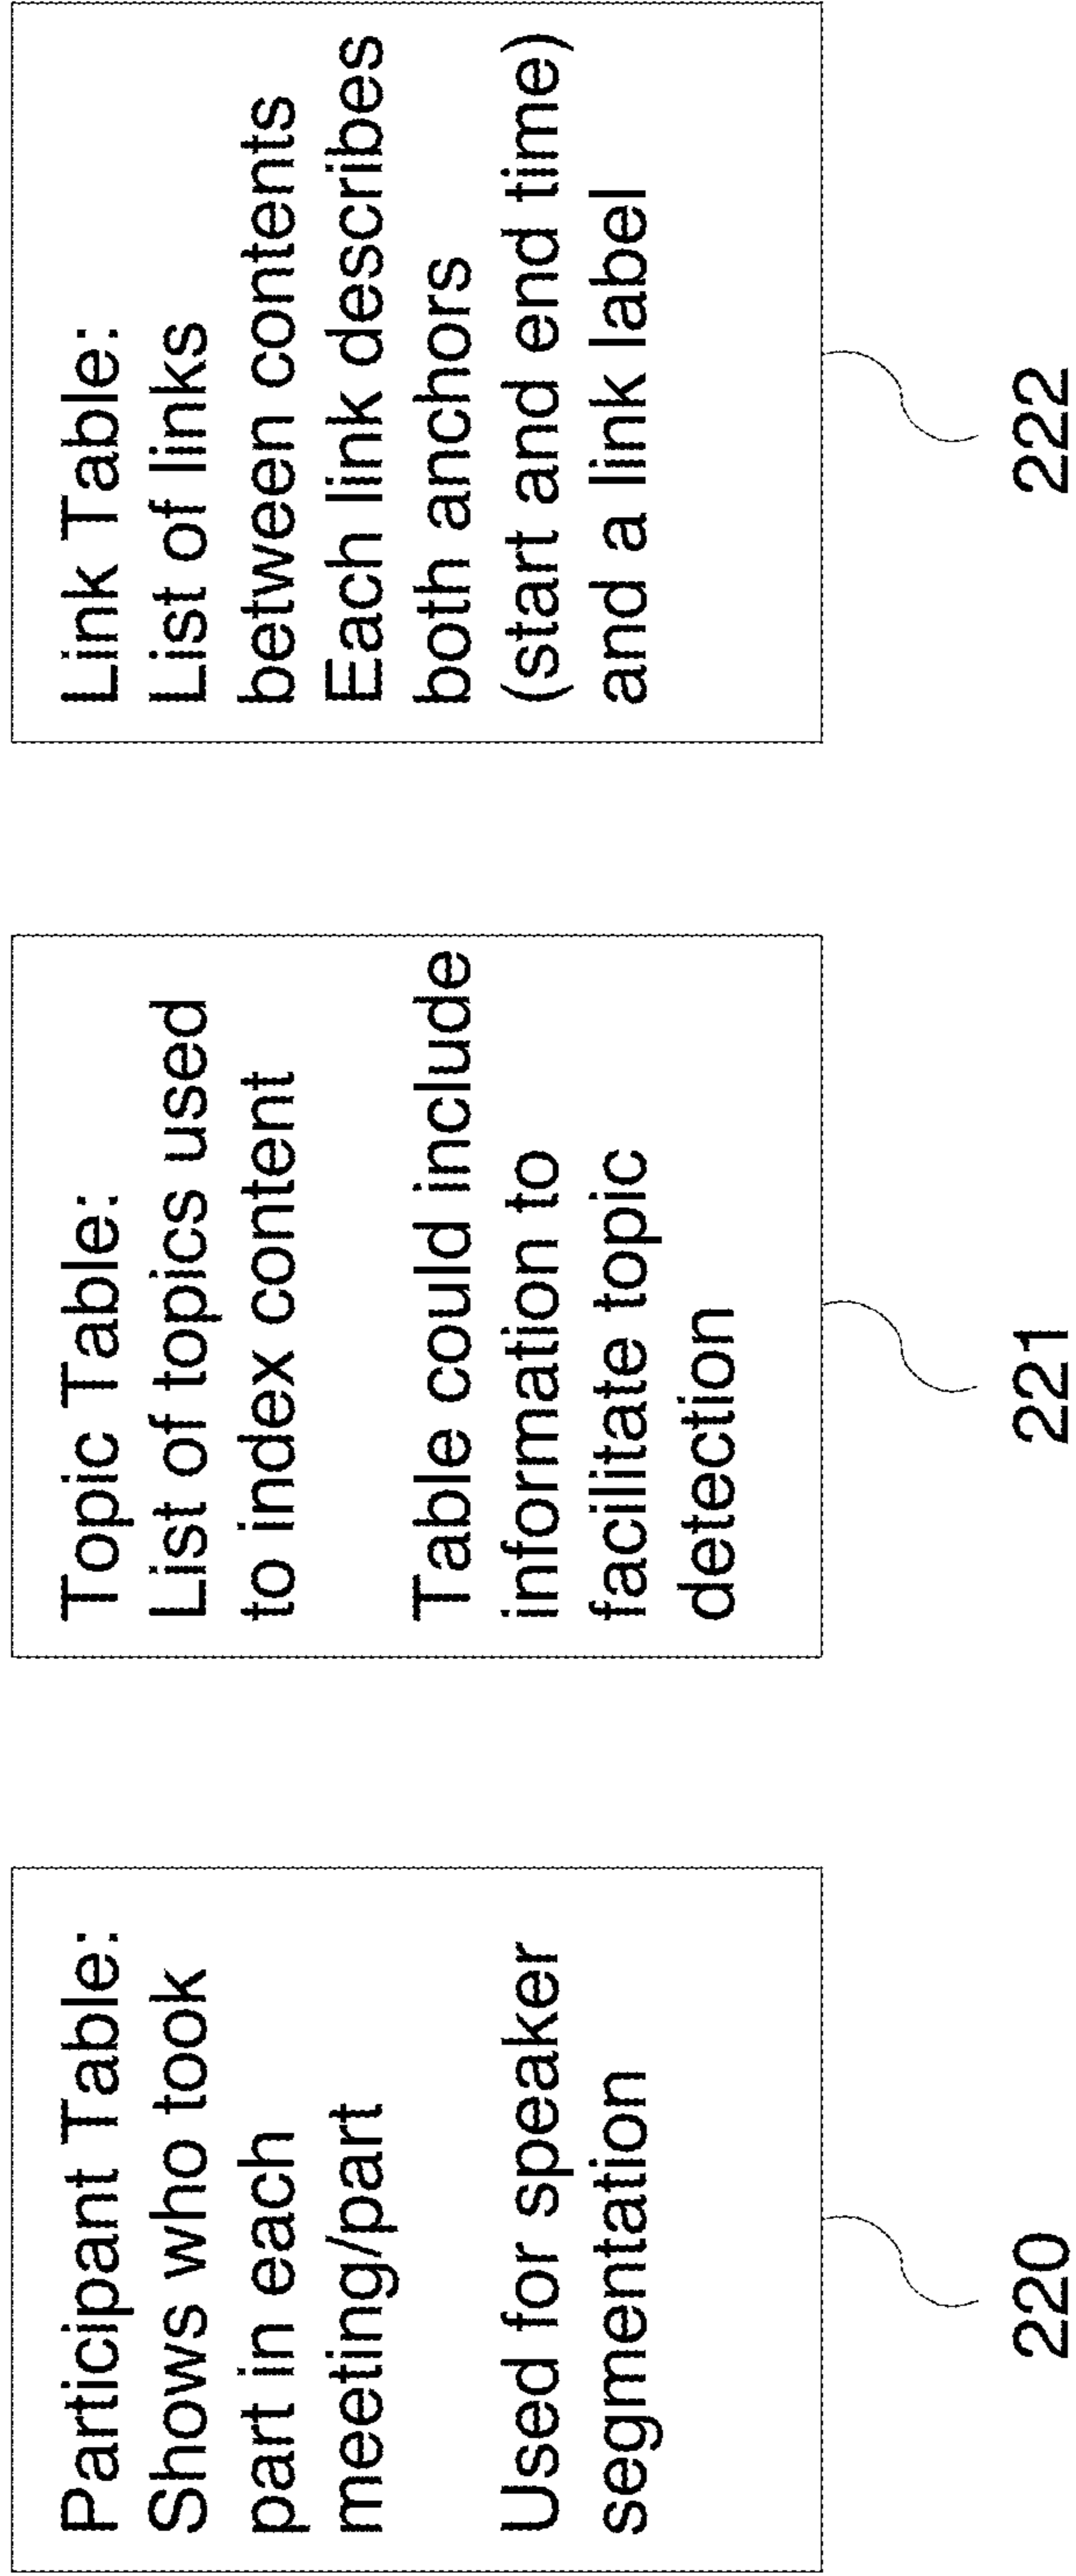 Participant Table:
Shows who took
part in each
meeting/part
Used for speaker
segmentation
220
Topic Table:
List of topics used
to index content
Table could include
information to
facilitate topic
detection
221
Link Table:
List of links
between contents
Each link describes
both anchors
(start and end time)
and a link label
222